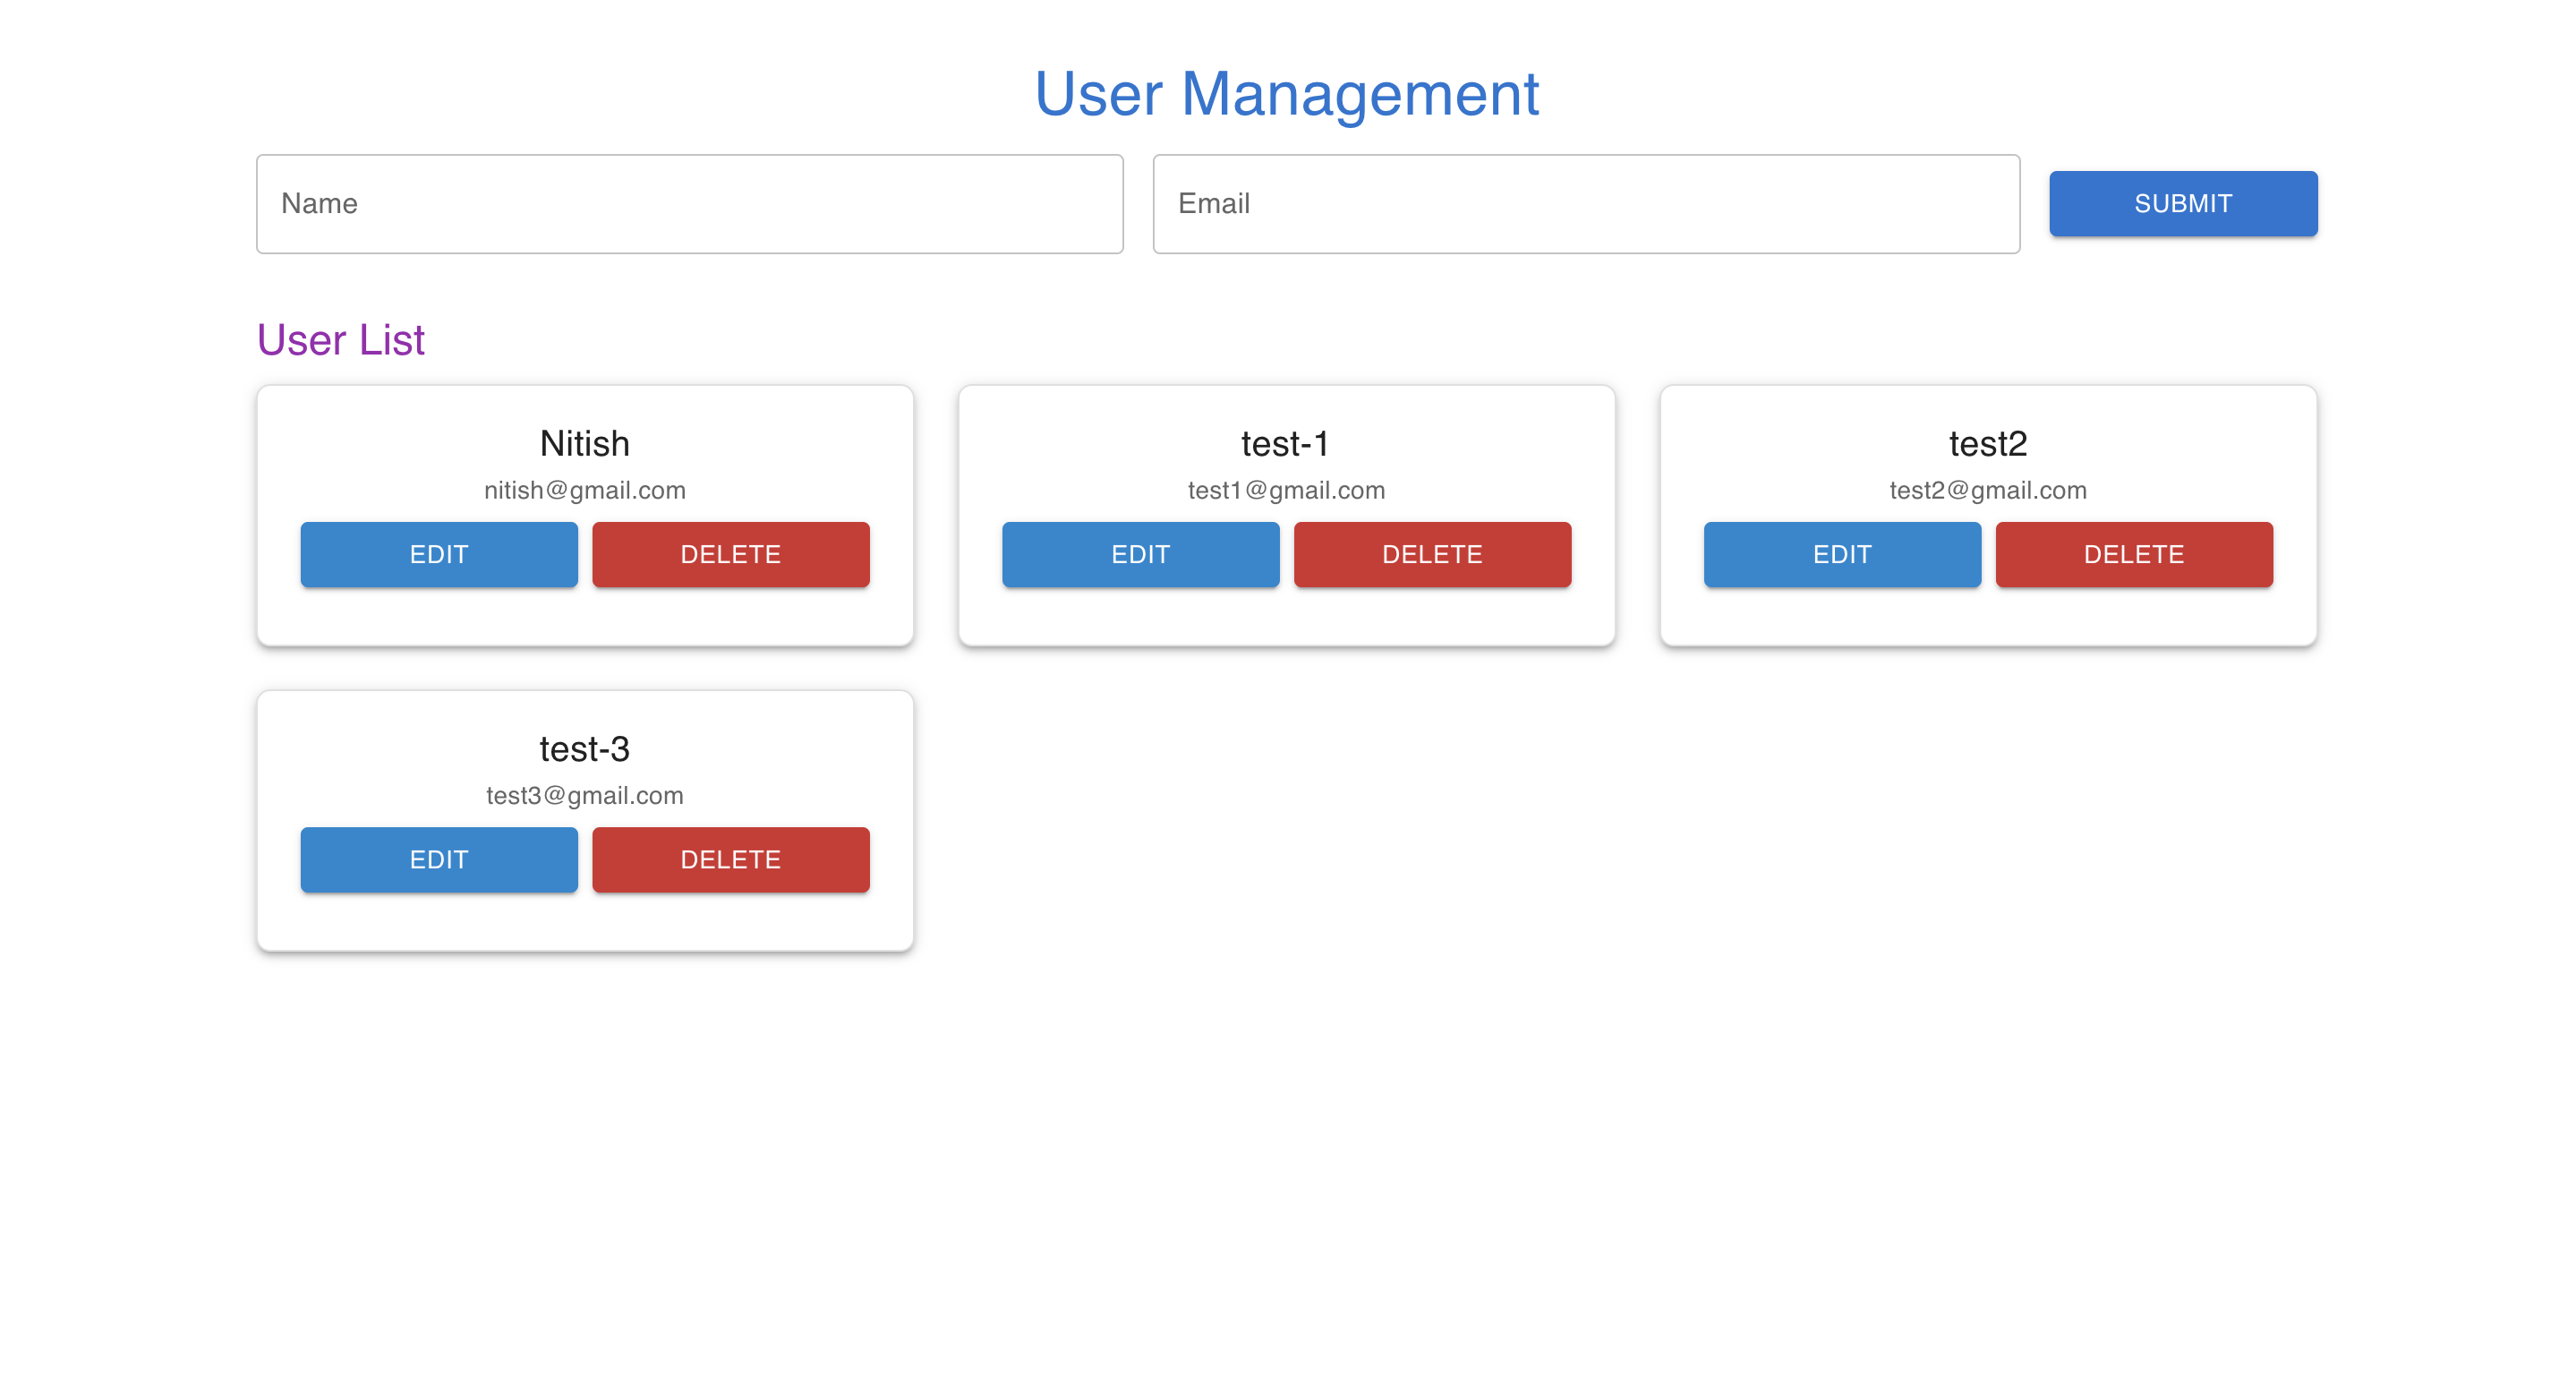 User Management
Name
Email
SUBMIT
User List
Nitish
nitish@gmail.com
EDIT
DELETE
test-1
test1@gmail.com
EDIT
DELETE
test2
test2@gmail.com
EDIT
DELETE
test-3
test3@gmail.com
EDIT
DELETE